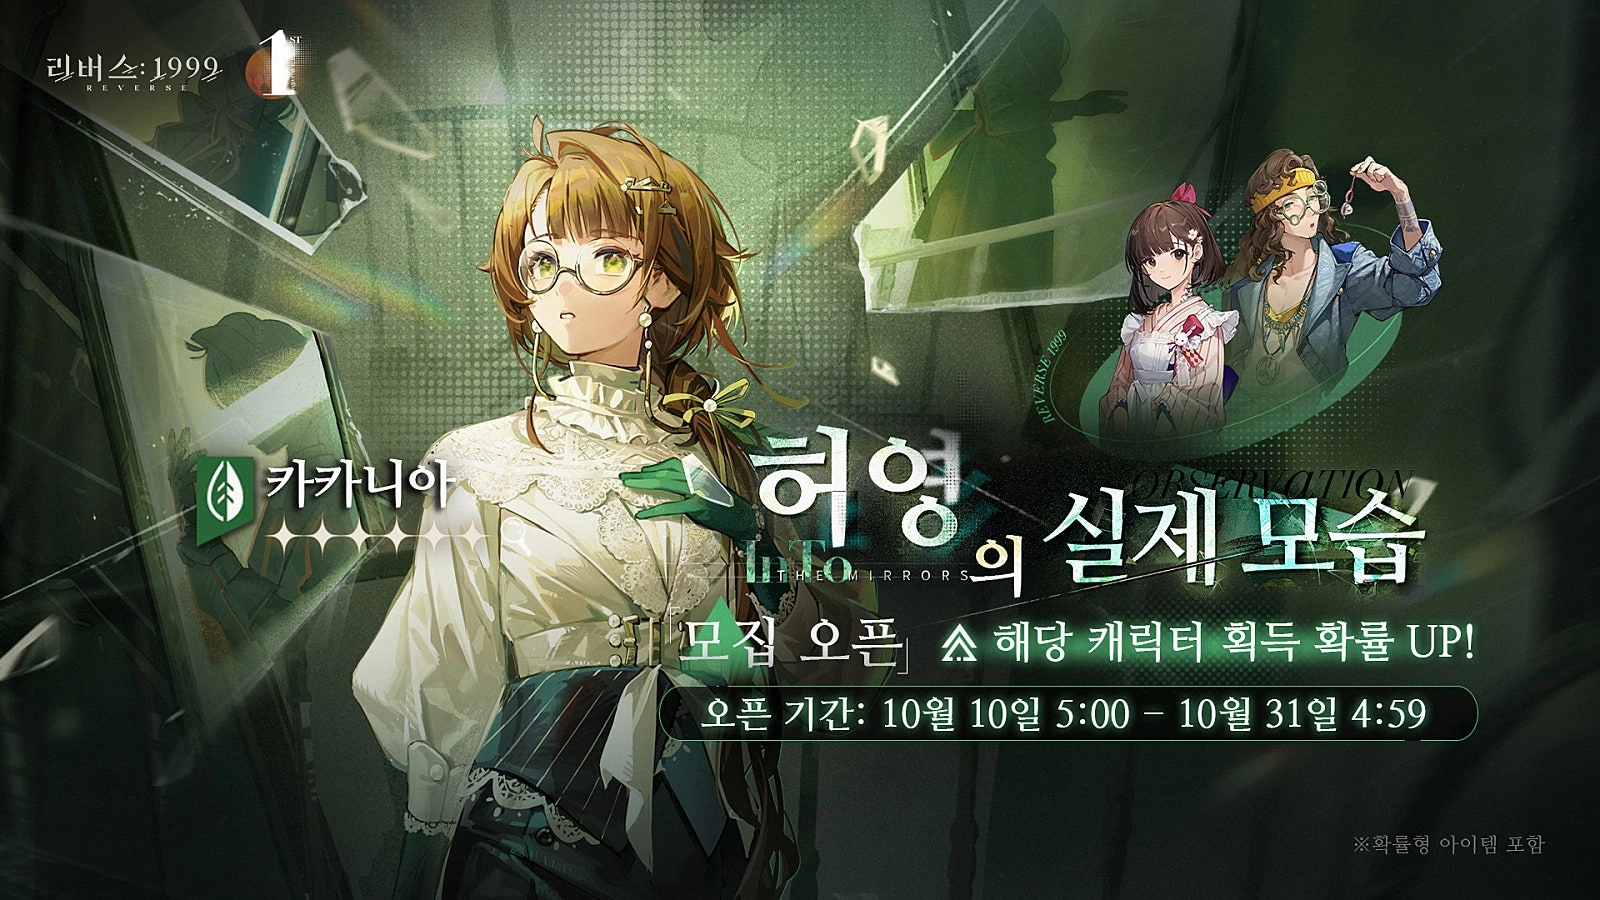 리버스:1999
REVERSE
1ST
REVERSE 1999
카카니아
OBSERVATION
허영의 실제 모습
InTo
THE MIRRORS
「모집 오픈」
해당 캐릭터 획득 확률 UP!
오픈 기간: 10월 10일 5:00 – 10월 31일 4:59
※확률형 아이템 포함